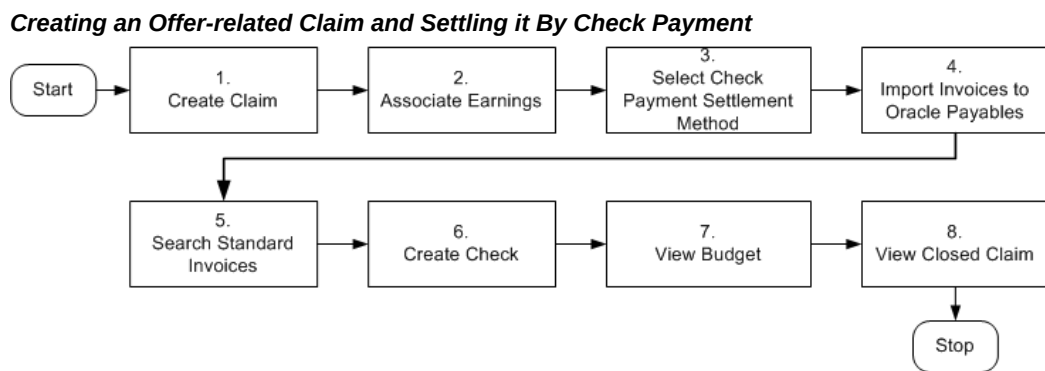 Creating an Offer-related Claim and Settling it By Check Payment
Start
1.
Create Claim
2.
Associate Earnings
3.
Select Check
Payment Settlement
Method
4.
Import Invoices to
Oracle Payables
5.
Search Standard
Invoices
6.
Create Check
7.
View Budget
8.
View Closed Claim
Stop